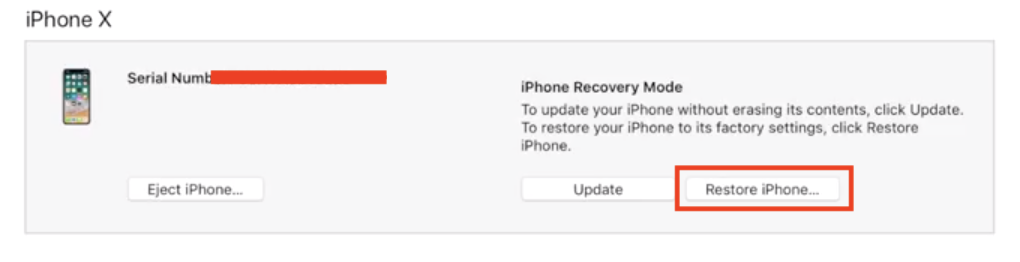 iPhone X
Serial Numb
iPhone Recovery Mode
To update your iPhone without erasing its contents, click Update.
To restore your iPhone to its factory settings, click Restore
iPhone.
Eject iPhone...
Update
Restore iPhone...